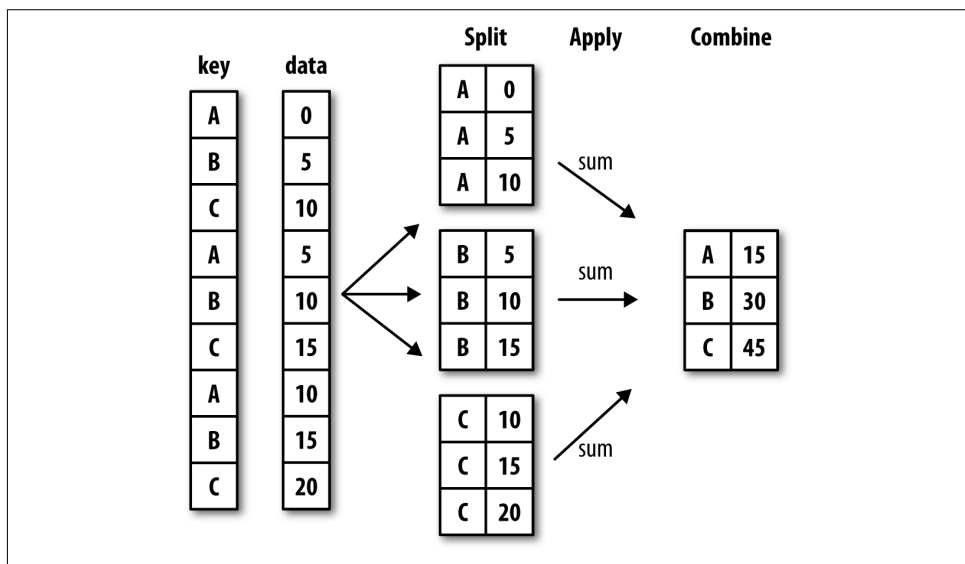 Split Apply Combine
key data
A 0
B 5
C 10
A 5
B 10
C 15
A 10
B 15
C 20
A 0
A 5
A 10
B 5
B 10
B 15
C 10
C 15
C 20
sum
sum
sum
A 15
B 30
C 45